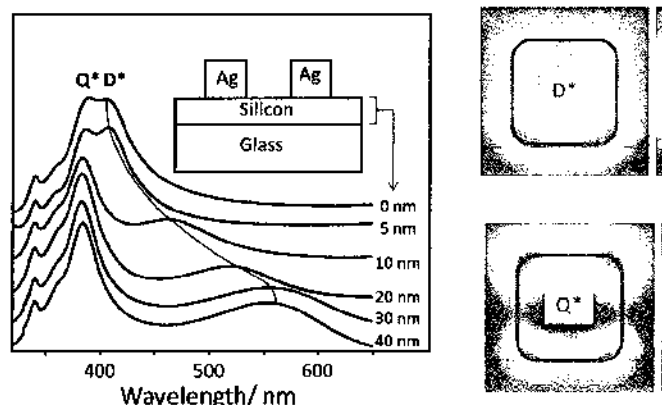 Q* D*
Ag Ag
Silicon
Glass
0 nm
5 nm
10 nm
20 nm
30 nm
40 nm
400 500 600
Wavelength/ nm
D*
Q*